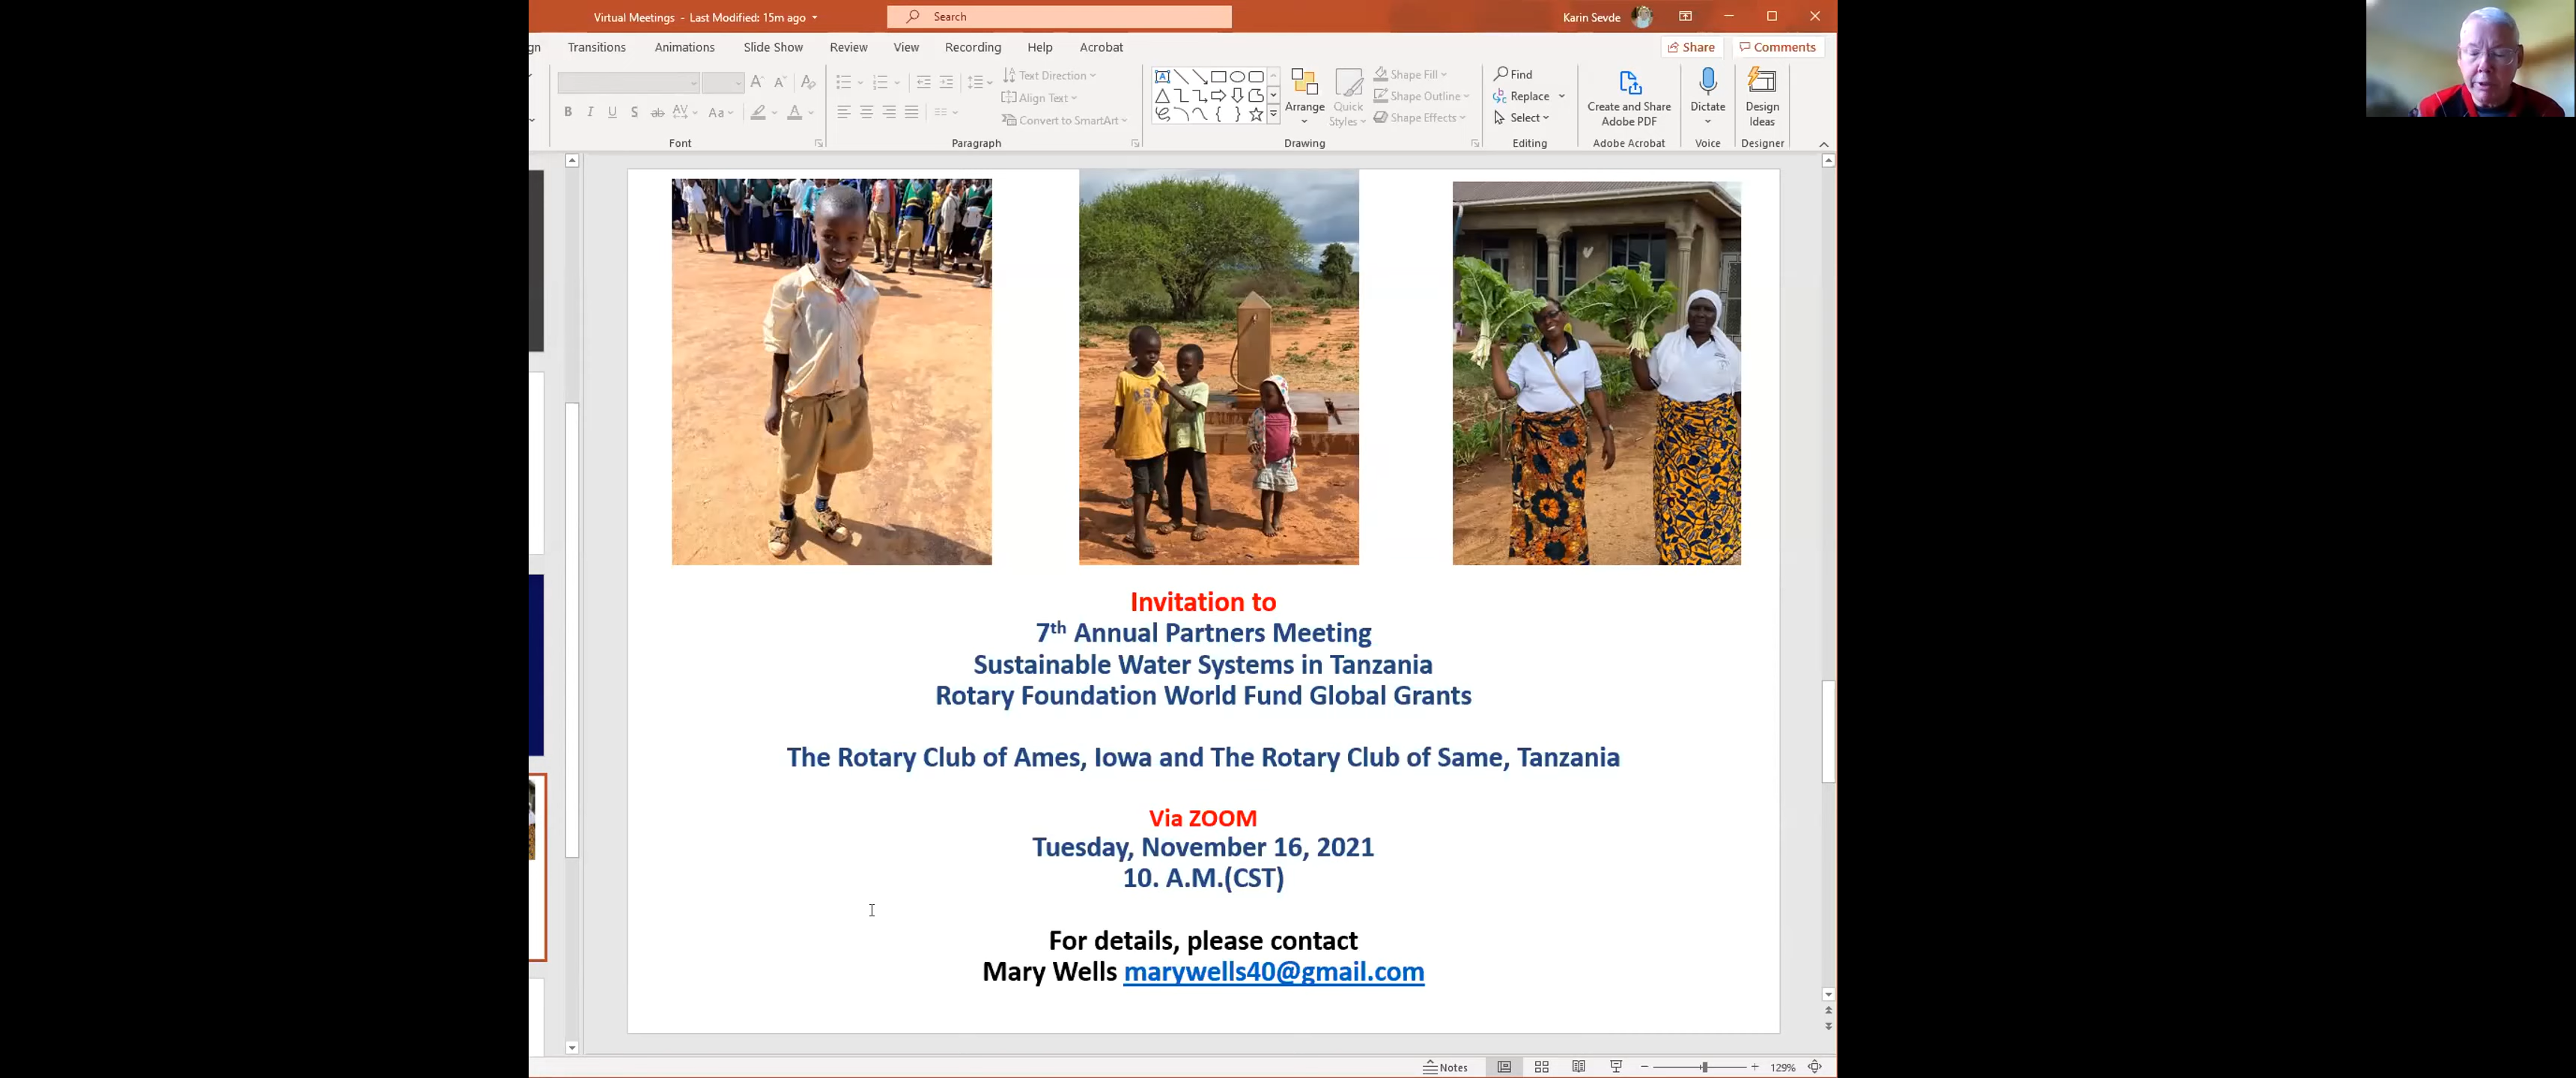 Virtual Meetings - Last Modified: 15m ago
Search
Karin Sevde
gn Transitions Animations Slide Show Review View Recording Help Acrobat
Share Comments
Text Direction
Align Text
Convert to SmartArt
Arrange
Quick
Styles
Shape Fill
Shape Outline
Shape Effects
Find
Replace
Select
Create and Share
Adobe PDF
Dictate
Design
Ideas
Font Paragraph Drawing Editing Adobe Acrobat Voice Designer
Invitation to
7th Annual Partners Meeting
Sustainable Water Systems in Tanzania
Rotary Foundation World Fund Global Grants
The Rotary Club of Ames, Iowa and The Rotary Club of Same, Tanzania
Via ZOOM
Tuesday, November 16, 2021
10. A.M.(CST)
For details, please contact
Mary Wells marywells40@gmail.com
Notes
129%